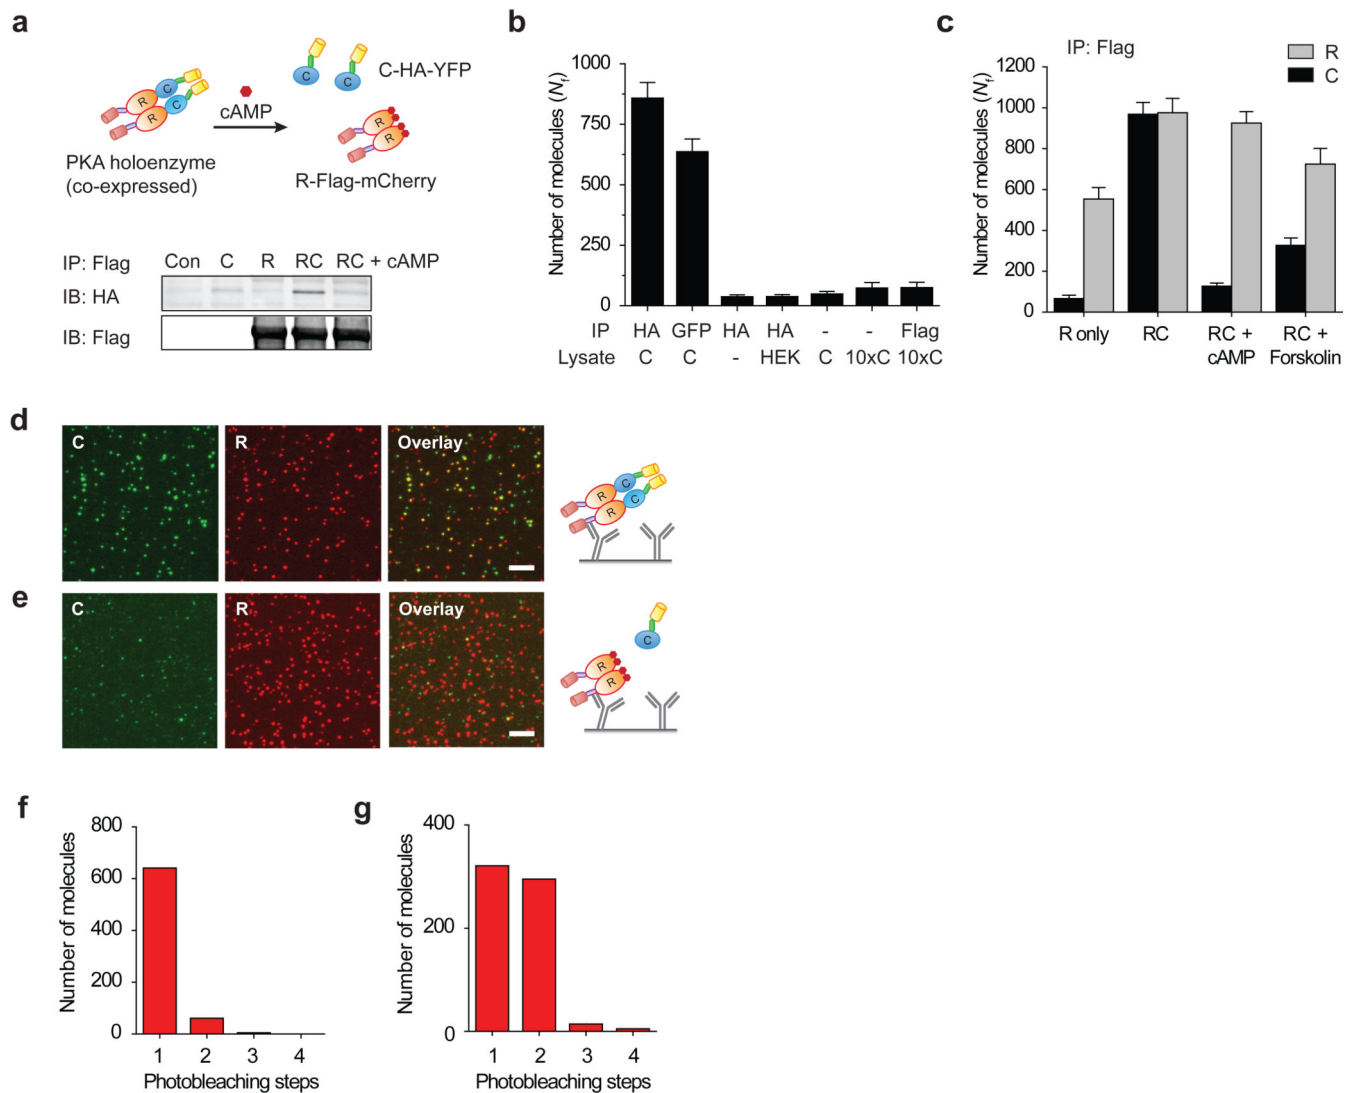 a
C-HA-YFP
cAMP
PKA holoenzyme
(co-expressed)
R-Flag-mCherry
R
C
R
C
C
C
R
R
IP: Flag
Con C R RC RC + cAMP
IB: HA
IB: Flag
b
Number of molecules (Nf)
1000
750
500
250
0
IP HA GFP HA HA - - Flag
Lysate C C - HEK C 10xC 10xC
c
IP: Flag
R
C
Number of molecules (Nf)
1200
1000
800
600
400
200
0
R only RC RC + cAMP RC + Forskolin
d
C
R
Overlay
R
C
R
C
e
C
R
Overlay
C
R
R
f
Number of molecules
800
600
400
200
0
1 2 3 4
Photobleaching steps
g
Number of molecules
400
200
0
1 2 3 4
Photobleaching steps